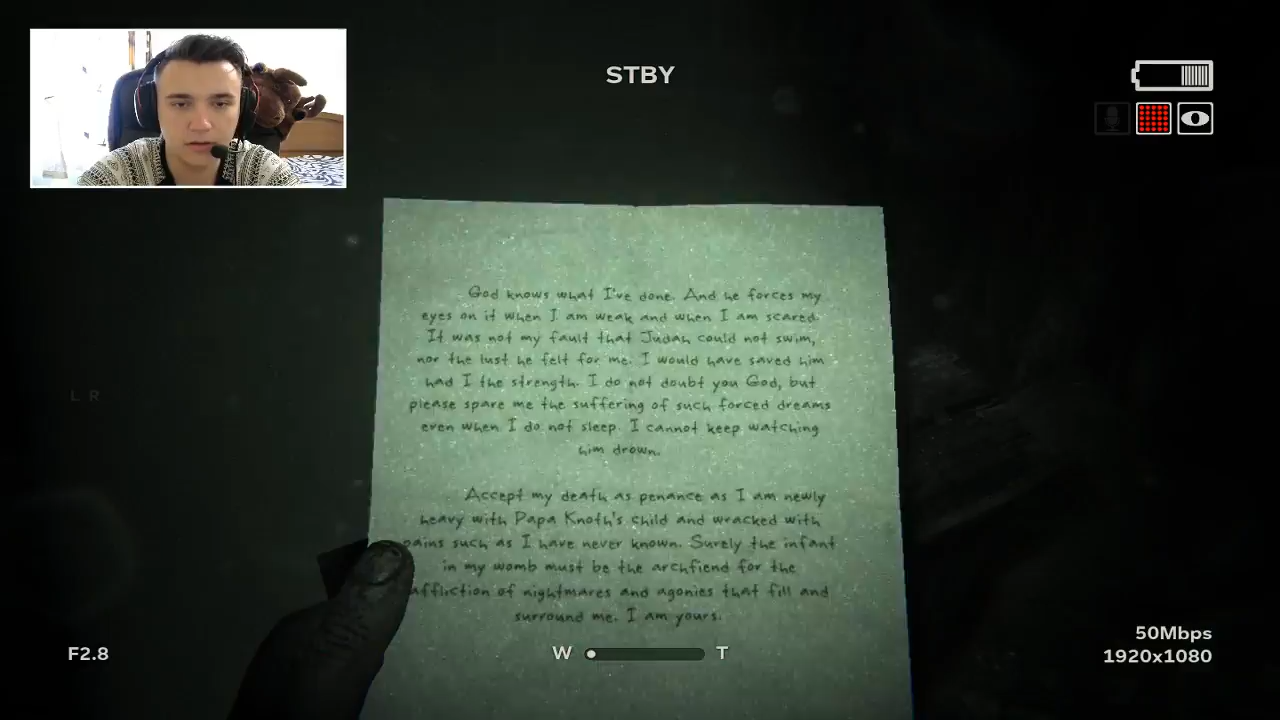 STBY
God knows what I've done. And he forces my
eyes on it when I am weak and when I am scared.
It was not my fault that Judah could not swim,
nor the lust he felt for me. I would have saved him
had I the strength. I do not doubt you God, but
please spare me the suffering of such forced dreams
even when I do not sleep. I cannot keep watching
him drown.
L R
Accept my death as penance as I am newly
heavy with Papa Knoth's child and wracked with
pains such as I have never known. Surely the infant
in my womb must be the archfiend for the
affliction of nightmares and agonies that fill and
surround me. I am yours.
F2.8
W T
50Mbps
1920x1080